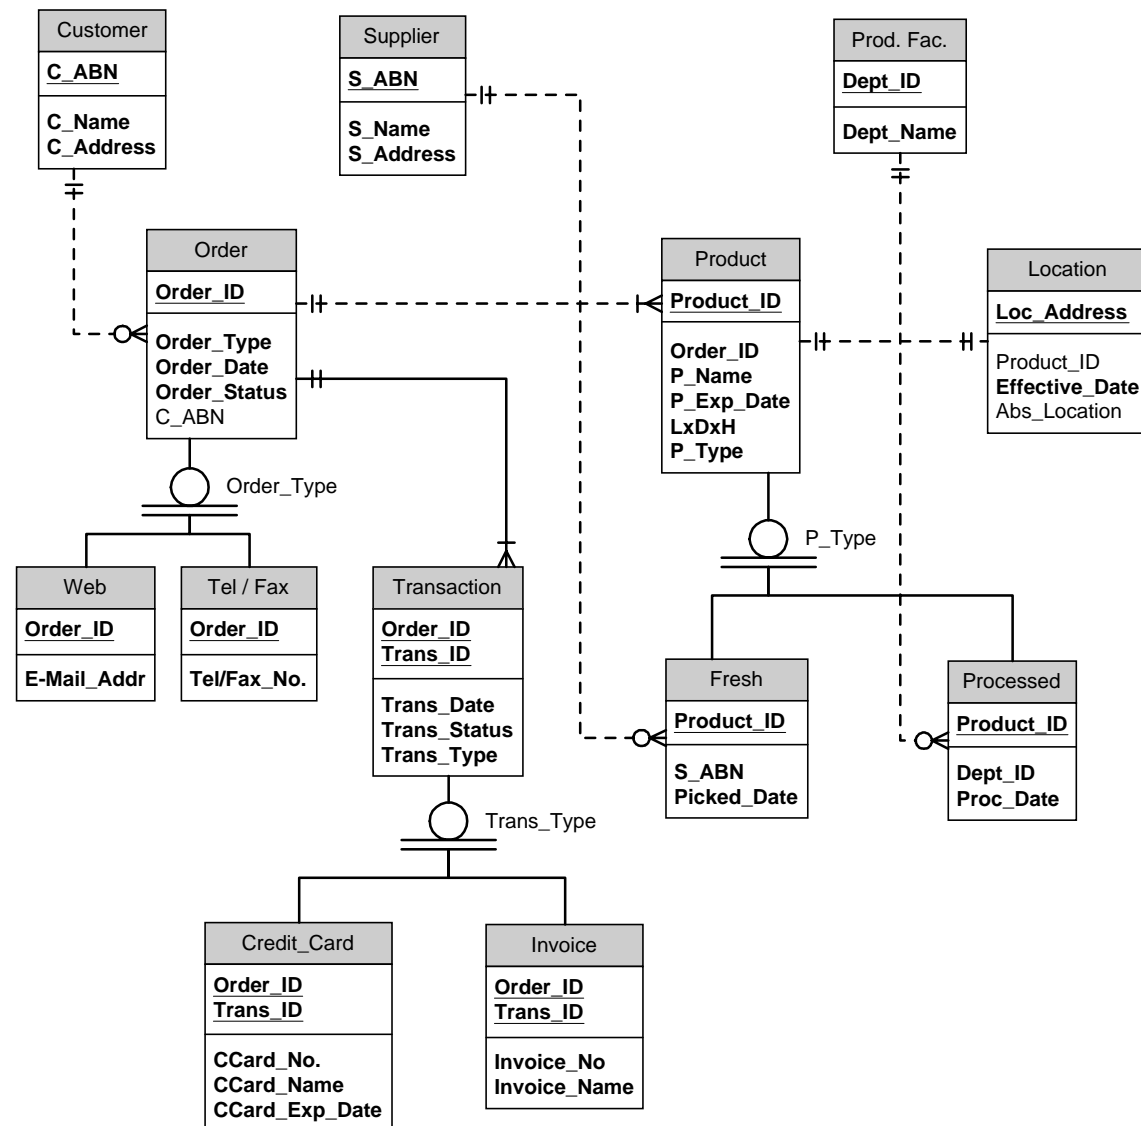 Customer
C_ABN
C_Name
C_Address
Supplier
S_ABN
S_Name
S_Address
Prod. Fac.
Dept_ID
Dept_Name
Order
Order_ID
Order_Type
Order_Date
Order_Status
C_ABN
Product
Product_ID
Order_ID
P_Name
P_Exp_Date
LxDxH
P_Type
Location
Loc_Address
Product_ID
Effective_Date
Abs_Location
Order_Type
P_Type
Web
Order_ID
E-Mail_Addr
Tel / Fax
Order_ID
Tel/Fax_No.
Transaction
Order_ID
Trans_ID
Trans_Date
Trans_Status
Trans_Type
Fresh
Product_ID
S_ABN
Picked_Date
Processed
Product_ID
Dept_ID
Proc_Date
Trans_Type
Credit_Card
Order_ID
Trans_ID
CCard_No.
CCard_Name
CCard_Exp_Date
Invoice
Order_ID
Trans_ID
Invoice_No
Invoice_Name